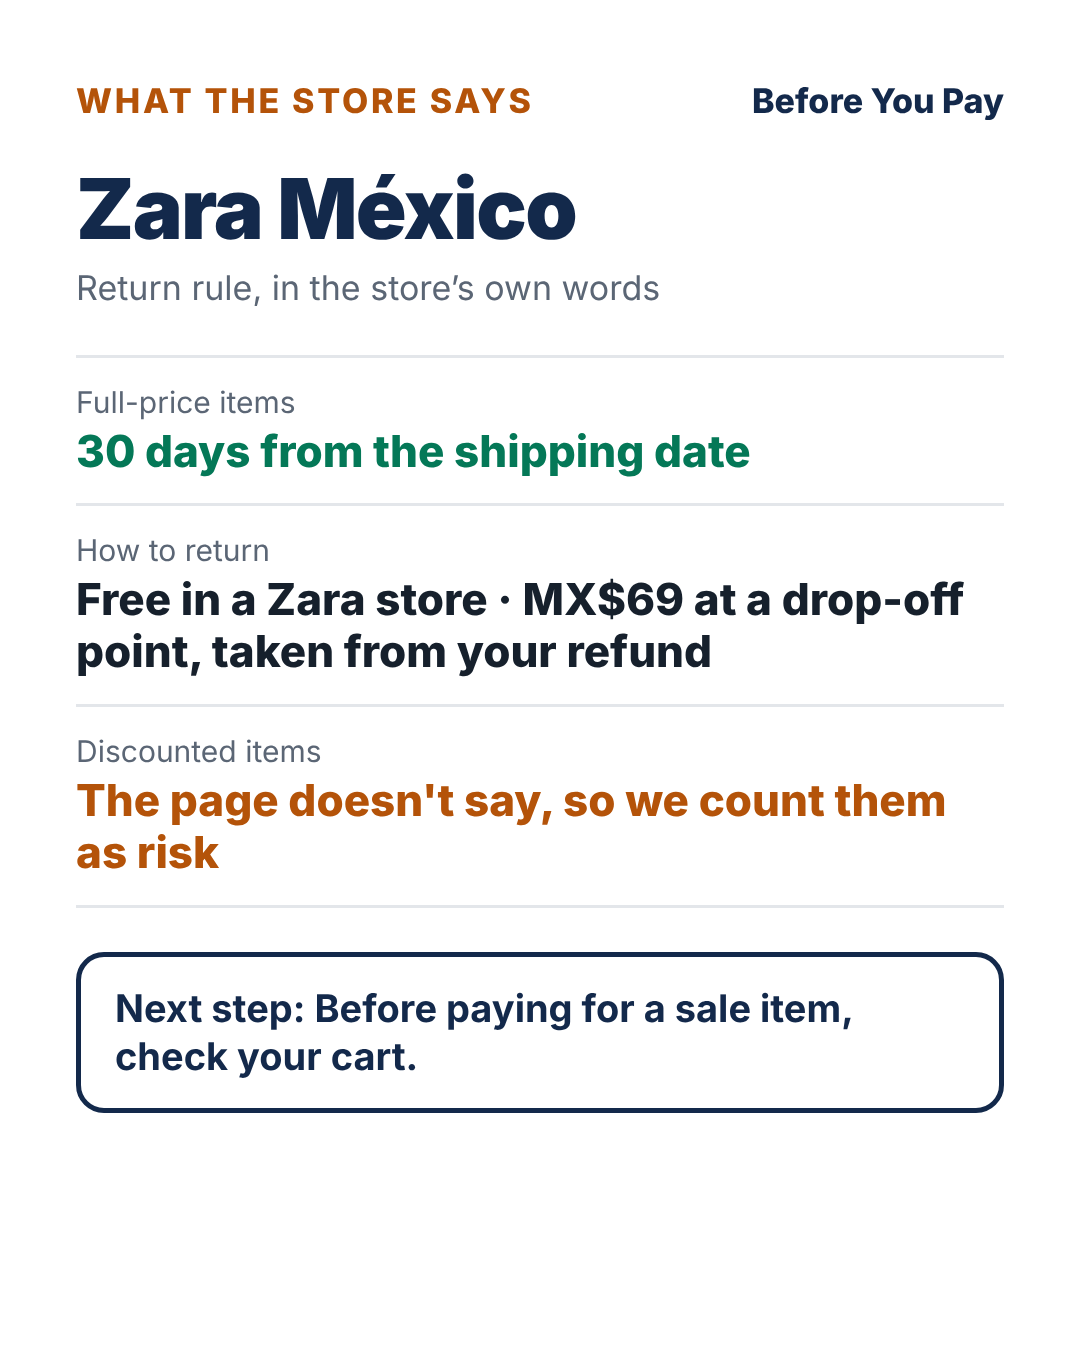 WHAT THE STORE SAYS
Before You Pay
Zara México
Return rule, in the store’s own words
Full-price items
30 days from the shipping date
How to return
Free in a Zara store · MX$69 at a drop-off
point, taken from your refund
Discounted items
The page doesn't say, so we count them
as risk
Next step: Before paying for a sale item,
check your cart.